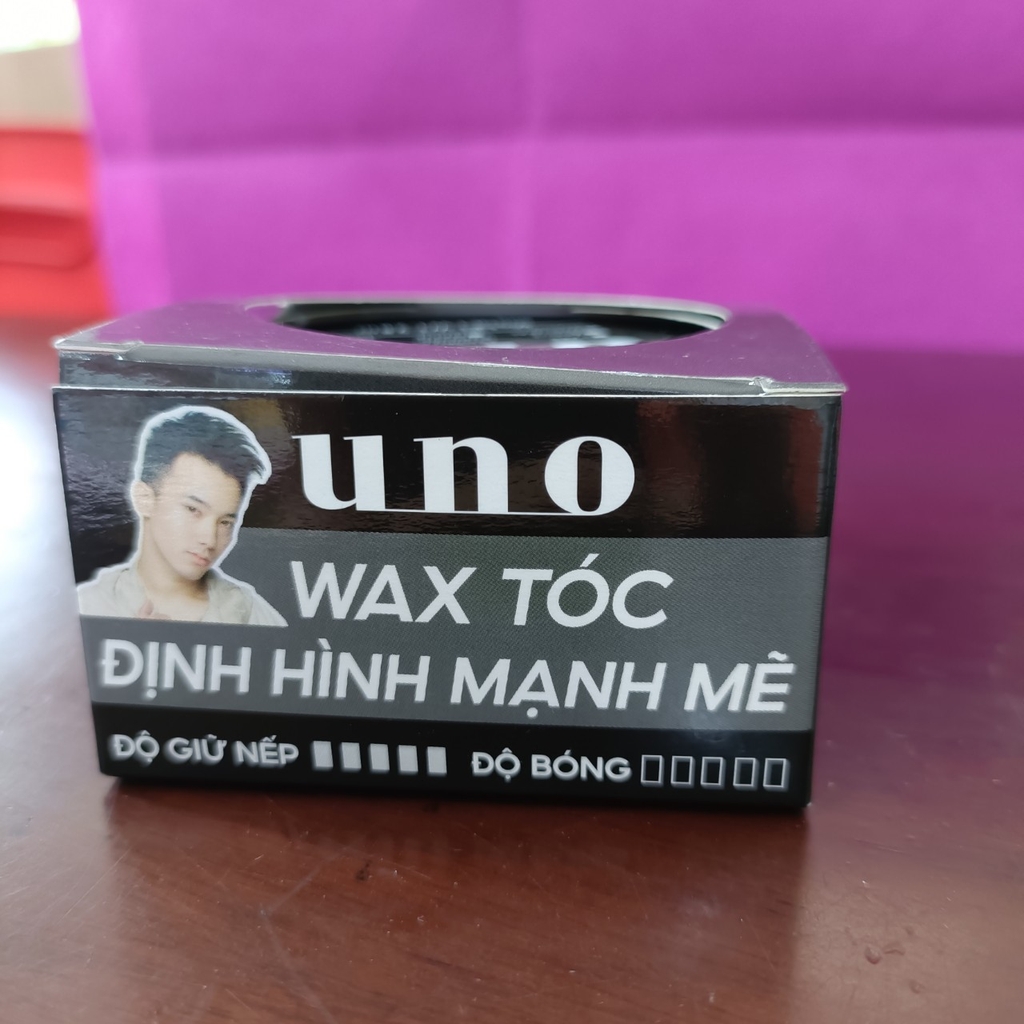 uno
WAX TÓC
ĐỊNH HÌNH MẠNH MẼ
ĐỘ GIỮ NẾP ĐỘ BÓNG